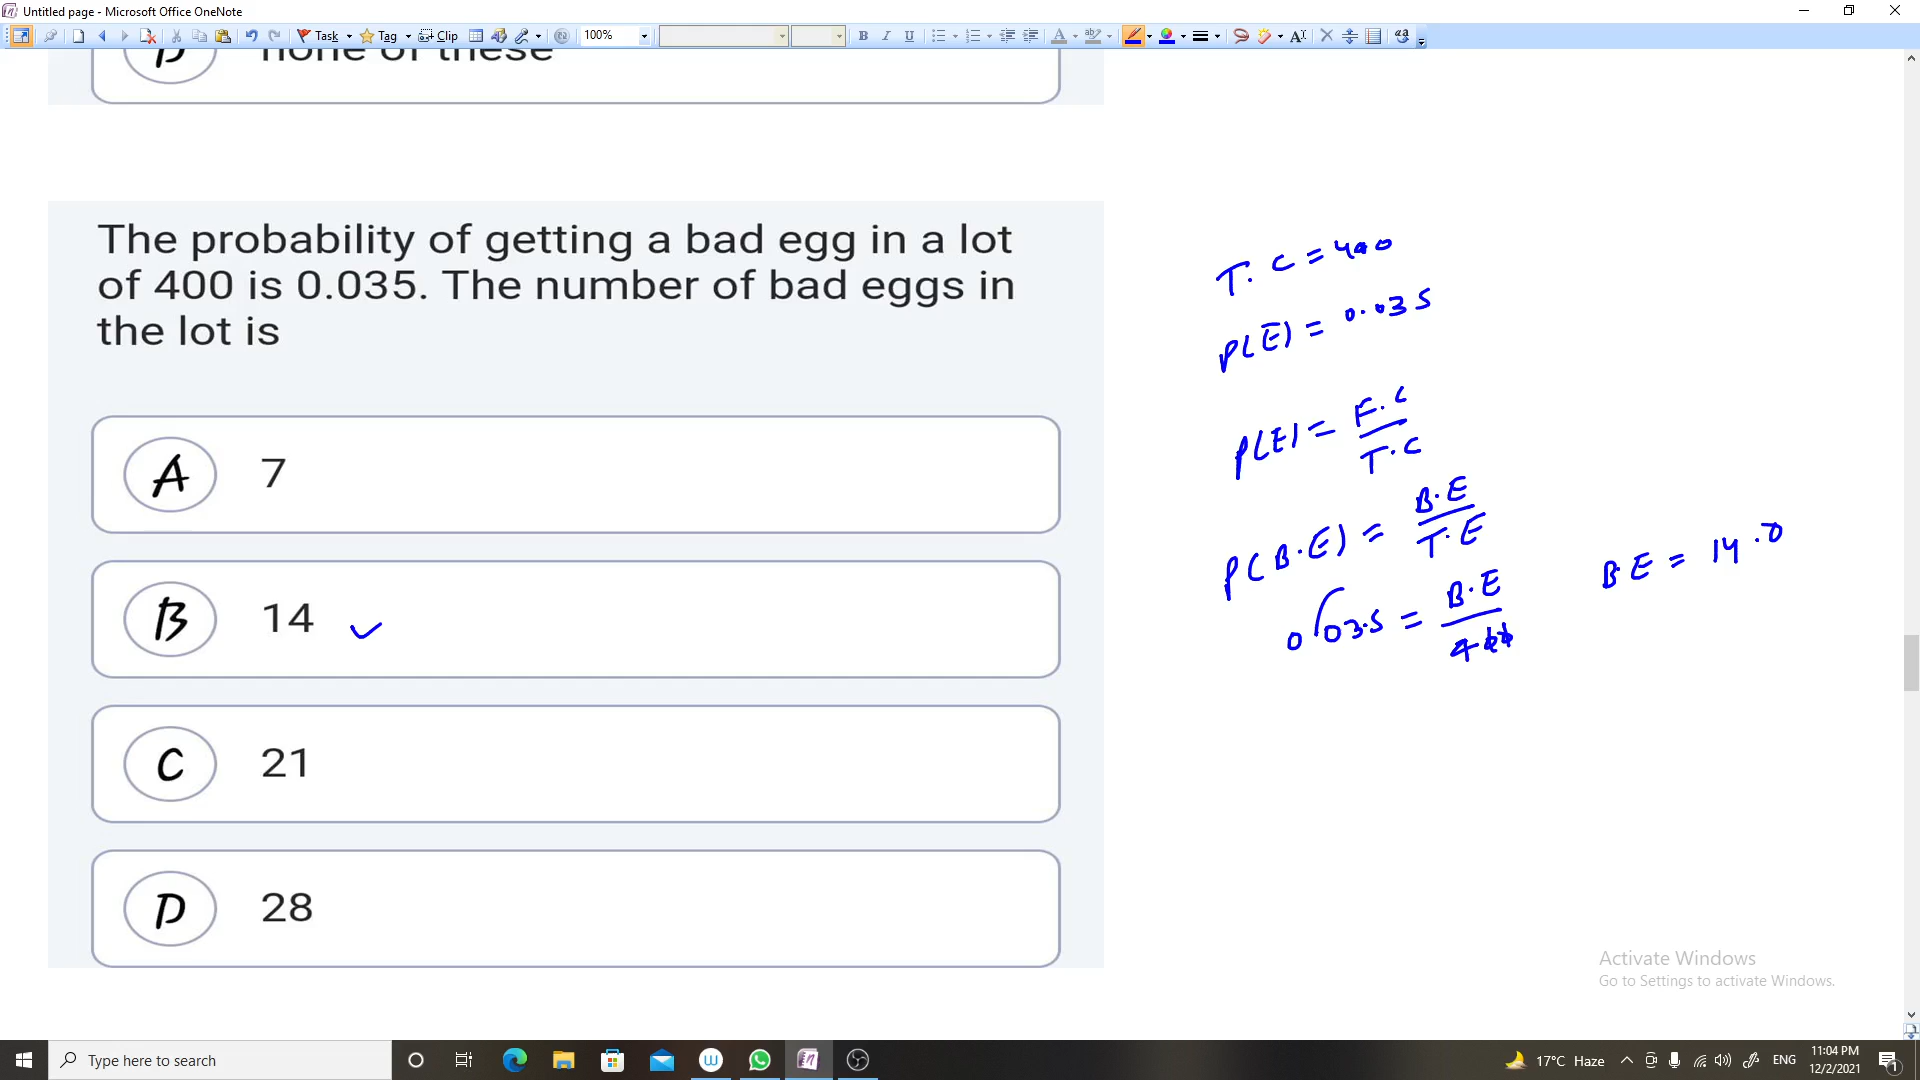 Untitled page - Microsoft Office OneNote
Task Tag Clip 100% B I U
D none of these
The probability of getting a bad egg in a lot
of 400 is 0.035. The number of bad eggs in
the lot is
A 7
B 14
C 21
D 28
T.C = 400
P(E) = 0.035
P(E) = F.C
T.C
P(B.E) = B.E
T.E
0 03.5 = B.E
400
B.E = 14.0
Activate Windows
Go to Settings to activate Windows.
Type here to search
17°C Haze
ENG
11:04 PM
12/2/2021
1